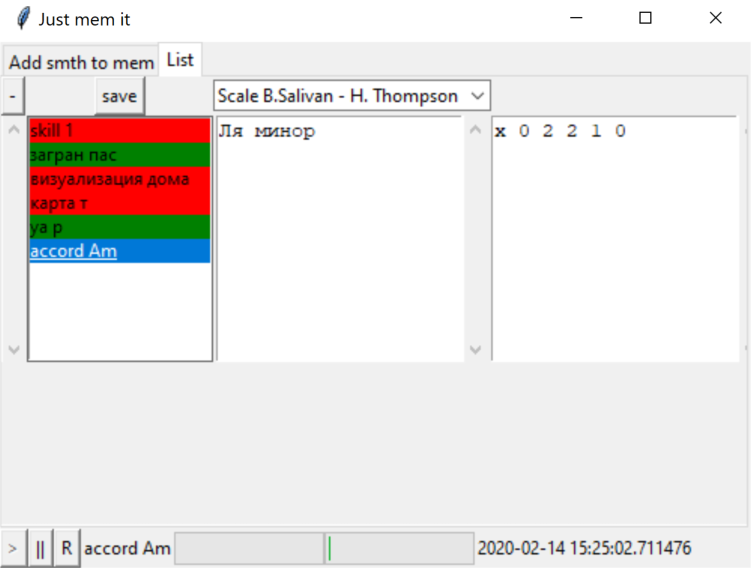 Just mem it
Add smth to mem List
- save Scale B.Salivan - H. Thompson
skill 1
загран пас
визуализация дома
карта т
уа р
accord Am
Ля минор
x 0 2 2 1 0
> || R accord Am 2020-02-14 15:25:02.711476